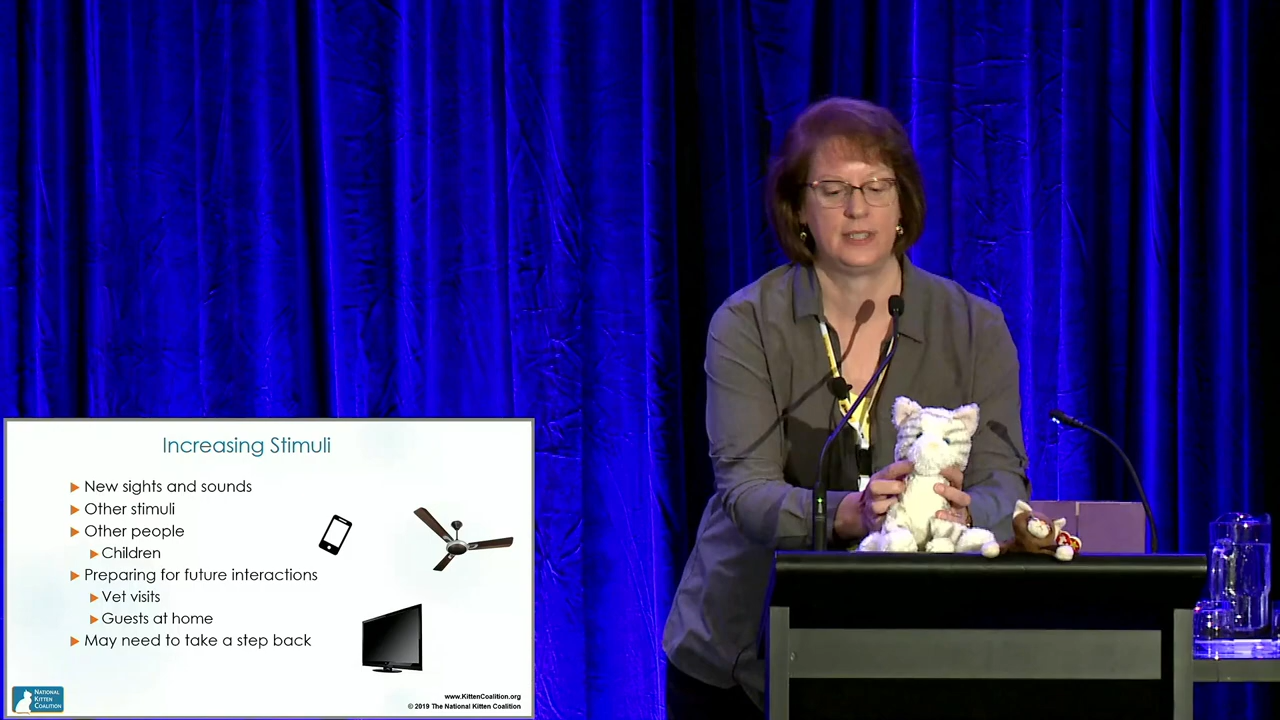 Increasing Stimuli
New sights and sounds
Other stimuli
Other people
Children
Preparing for future interactions
Vet visits
Guests at home
May need to take a step back
NATIONAL
KITTEN
COALITION
www.KittenCoalition.org
© 2019 The National Kitten Coalition